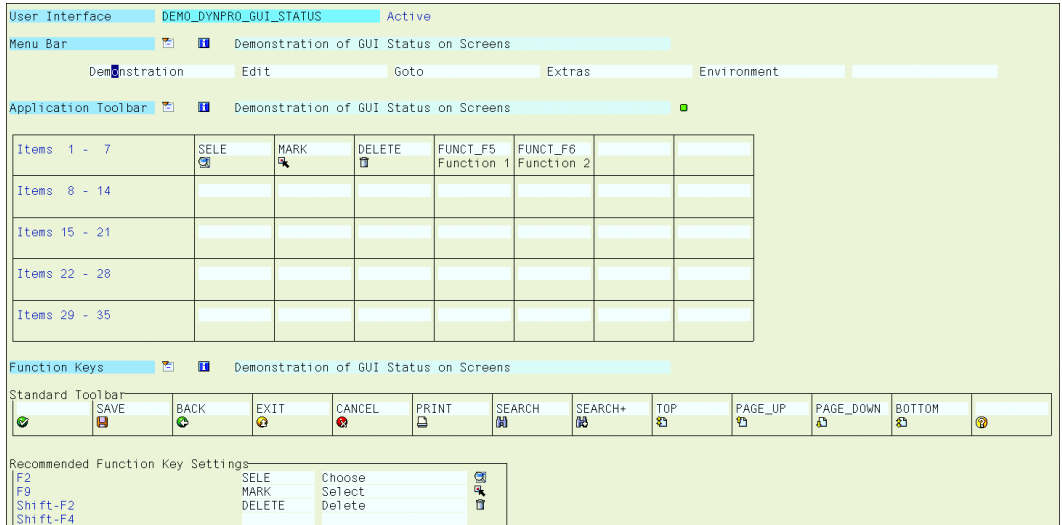 User Interface DEMO_DYNPRO_GUI_STATUS Active
Menu Bar Demonstration of GUI Status on Screens
Demonstration Edit Goto Extras Environment
Application Toolbar Demonstration of GUI Status on Screens
Items 1 - 7 SELE MARK DELETE FUNCT_F5 FUNCT_F6
Function 1 Function 2
Items 8 - 14
Items 15 - 21
Items 22 - 28
Items 29 - 35
Function Keys Demonstration of GUI Status on Screens
Standard Toolbar
SAVE BACK EXIT CANCEL PRINT SEARCH SEARCH+ TOP PAGE_UP PAGE_DOWN BOTTOM
Recommended Function Key Settings
F2 SELE Choose
F9 MARK Select
Shift-F2 DELETE Delete
Shift-F4